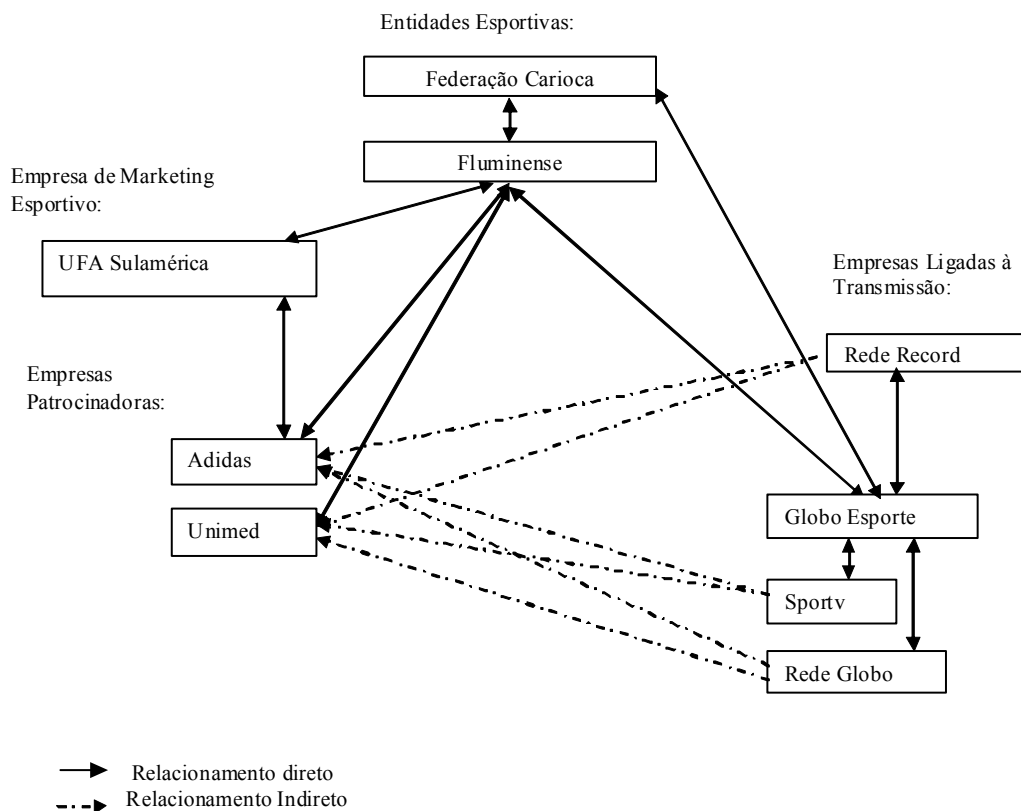 Entidades Esportivas:
Federação Carioca
Fluminense
Empresa de Marketing
Esportivo:
UFA Sulamérica
Empresas Ligadas à
Transmissão:
Rede Record
Empresas
Patrocinadoras:
Adidas
Unimed
Globo Esporte
Sportv
Rede Globo
Relacionamento direto
Relacionamento Indireto